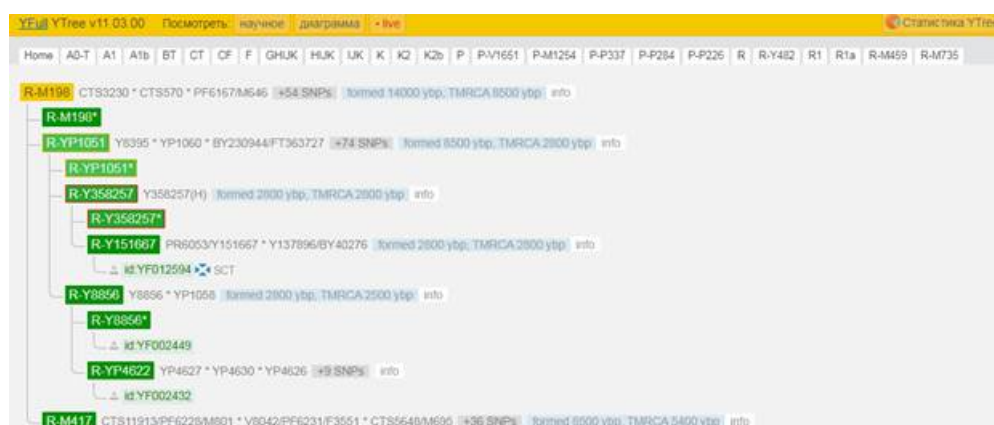 YFull YTree v11.03.00 Посмотреть: научное диаграмма • live Статистика YTree
Home A0-T A1 A1b BT CT CF F GHIJK HIJK IJK K K2 K2b P P-V1651 P-M1254 P-P337 P-P284 P-P226 R R-Y482 R1 R1a R-M459 R-M735
R-M198 CTS3230 * CTS570 * PF6167/M646 +54 SNPs formed 14000 ybp, TMRCA 8500 ybp info
R-M198*
R-YP1051 Y8395 * YP1060 * BY230944/FT363727 +74 SNPs formed 8500 ybp, TMRCA 2800 ybp info
R-YP1051*
R-Y358257 Y358257(H) formed 2800 ybp, TMRCA 2800 ybp info
R-Y358257*
R-Y151667 PR6053/Y151667 * Y137896/BY40276 formed 2800 ybp, TMRCA 2800 ybp info
id:YF012594 SCT
R-Y8856 Y8856 * YP1058 formed 2800 ybp, TMRCA 2500 ybp info
R-Y8856*
id:YF002449
R-YP4622 YP4627 * YP4630 * YP4626 +9 SNPs info
id:YF002432
R-M417 CTS11913/PF6228/M801 * V8042/PF6231/F3551 * CTS5648/M695 +36 SNPs formed 8500 ybp, TMRCA 5400 ybp info